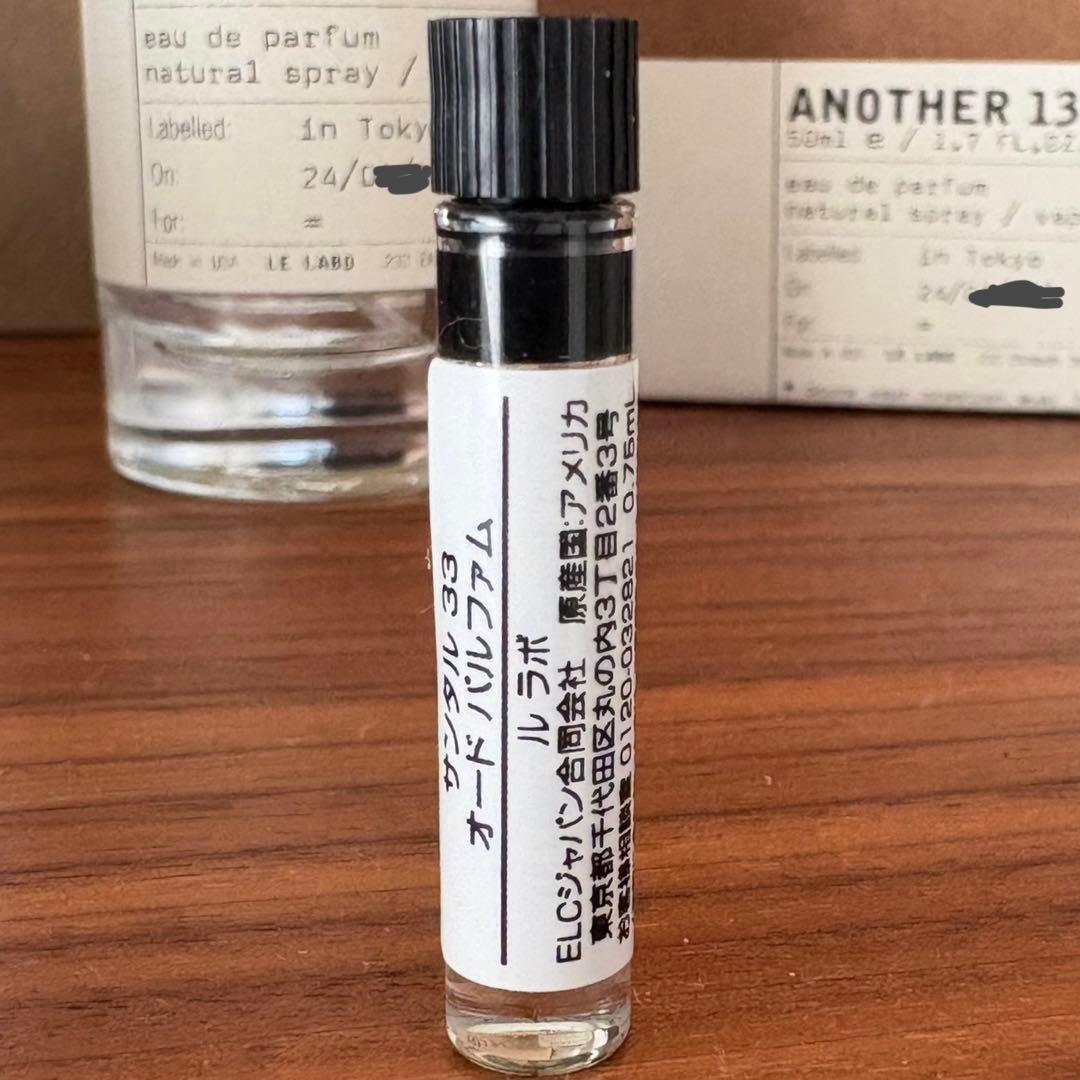 eau de parfum
natural spray /
Labelled: in Toky
On: 24/0
For: =
Made in USA LE LABO 233 E
ANOTHER 13
50ml e / 1.7 FL.OZ.
eau de parfum
natural spray // vap
Labelled in Tokyo
On 24/
For =
サンタル 33
オード パルファム
ル ラボ
ELCジャパン合同会社 原産国:アメリカ
東京都千代田区丸の内3丁目2番3号
お客様相談室 0120-032821 0.75mL